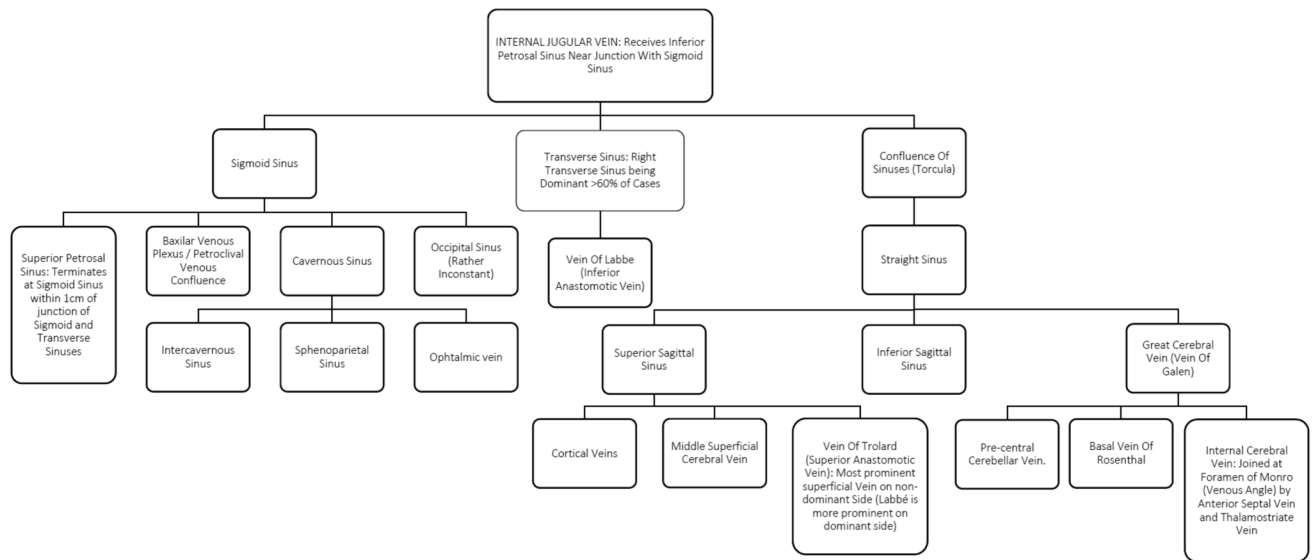 INTERNAL JUGULAR VEIN: Receives Inferior
Petrosal Sinus Near Junction With Sigmoid
Sinus
Sigmoid Sinus
Transverse Sinus: Right
Transverse Sinus being
Dominant >60% of Cases
Confluence Of
Sinuses (Torcula)
Superior Petrosal
Sinus: Terminates
at Sigmoid Sinus
within 1cm of
junction of
Sigmoid and
Transverse
Sinuses
Baxilar Venous
Plexus / Petroclival
Venous
Confluence
Cavernous Sinus
Occipital Sinus
(Rather
Inconstant)
Vein Of Labbe
(Inferior
Anastomotic Vein)
Straight Sinus
Intercavernous
Sinus
Sphenoparietal
Sinus
Ophtalmic vein
Superior Sagittal
Sinus
Inferior Sagittal
Sinus
Great Cerebral
Vein (Vein Of
Galen)
Cortical Veins
Middle Superficial
Cerebral Vein
Vein Of Trolard
(Superior Anastomotic
Vein): Most prominent
superficial Vein on non-
dominant Side (Labbé is
more prominent on
dominant side)
Pre-central
Cerebellar Vein.
Basal Vein Of
Rosenthal
Internal Cerebral
Vein: Joined at
Foramen of Monro
(Venous Angle) by
Anterior Septal Vein
and Thalamostriate
Vein